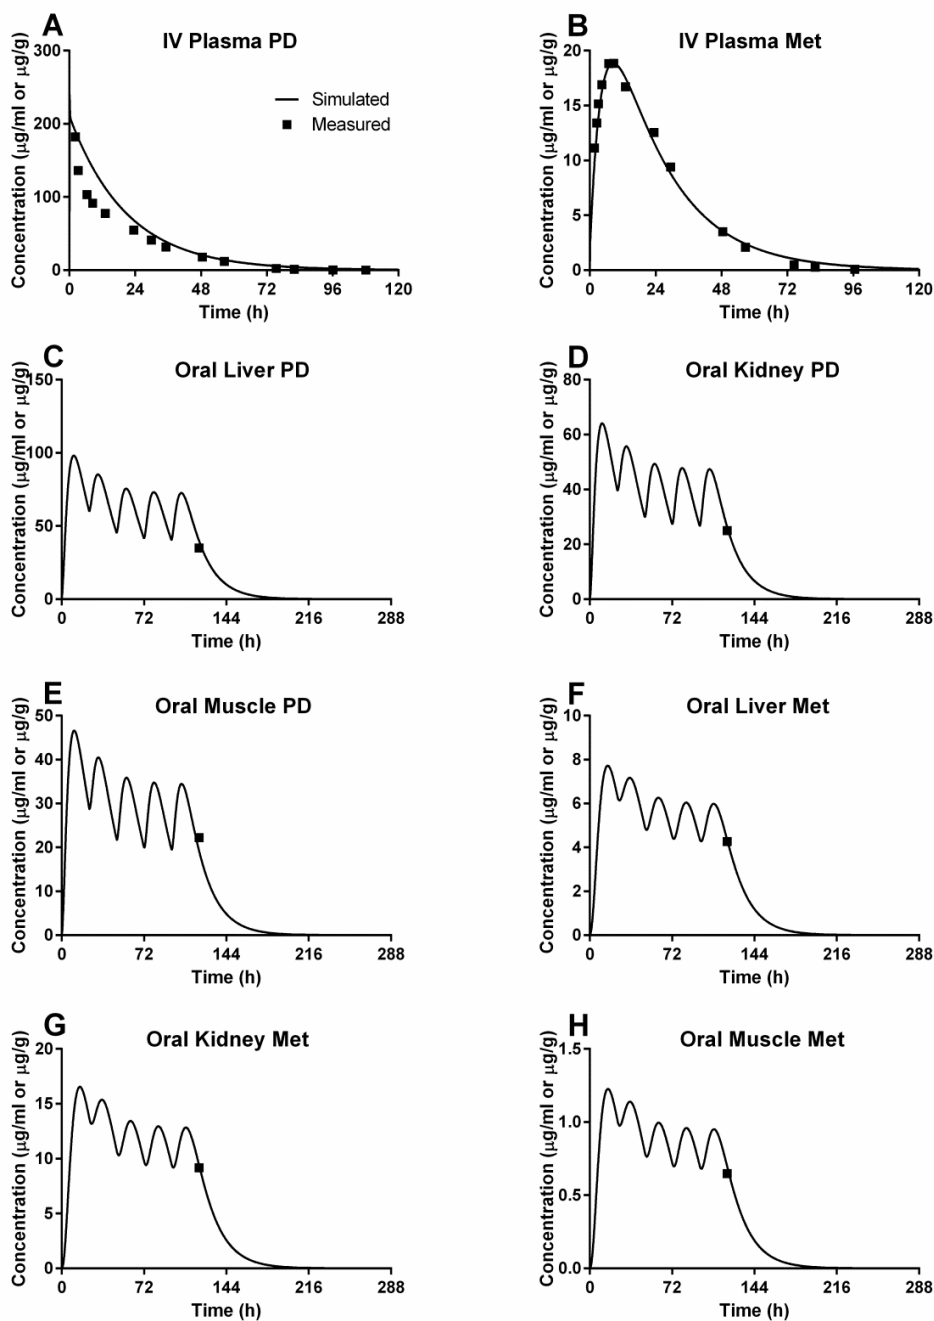 A
IV Plasma PD
Concentration (μg/ml or μg/g)
300
200
100
0
Simulated
Measured
0 24 48 72 96 120
Time (h)
B
IV Plasma Met
Concentration (μg/ml or μg/g)
20
15
10
5
0
0 24 48 72 96 120
Time (h)
C
Oral Liver PD
Concentration (μg/ml or μg/g)
150
100
50
0
0 72 144 216 288
Time (h)
D
Oral Kidney PD
Concentration (μg/ml or μg/g)
80
60
40
20
0
0 72 144 216 288
Time (h)
E
Oral Muscle PD
Concentration (μg/ml or μg/g)
50
40
30
20
10
0
0 72 144 216 288
Time (h)
F
Oral Liver Met
Concentration (μg/ml or μg/g)
10
8
6
4
2
0
0 72 144 216 288
Time (h)
G
Oral Kidney Met
Concentration (μg/ml or μg/g)
20
15
10
5
0
0 72 144 216 288
Time (h)
H
Oral Muscle Met
Concentration (μg/ml or μg/g)
1.5
1.0
0.5
0.0
0 72 144 216 288
Time (h)